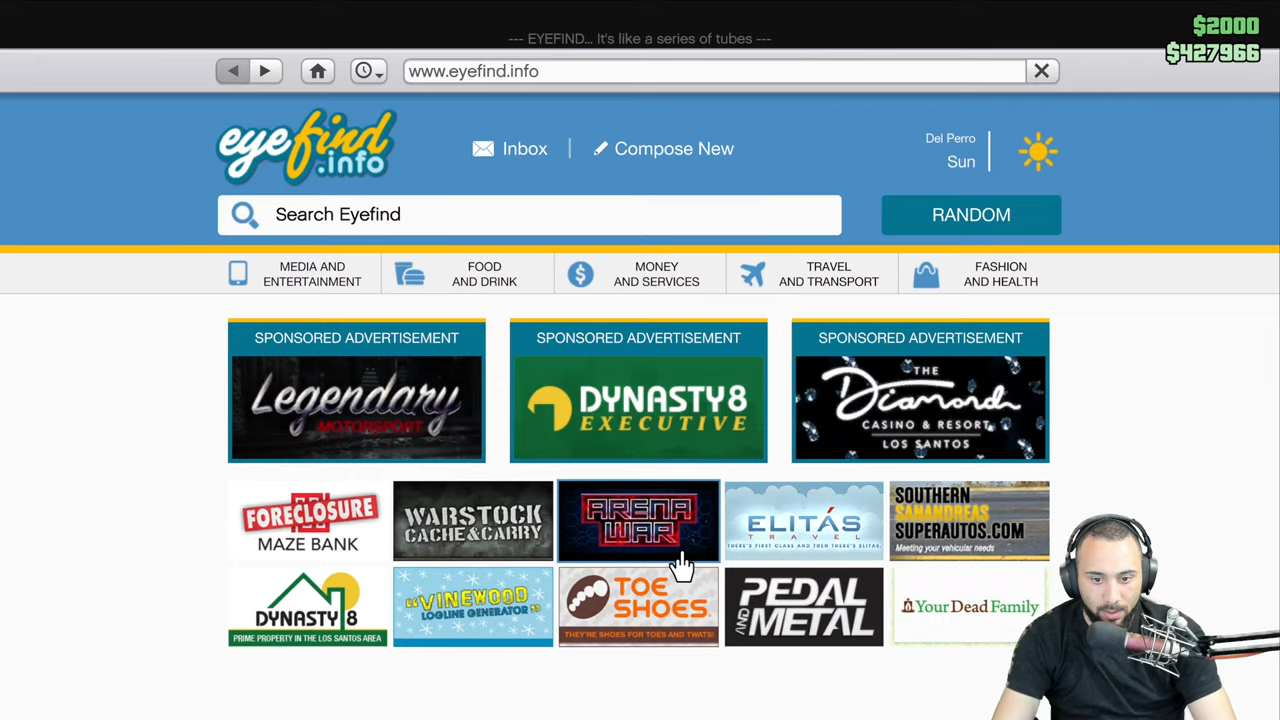 --- EYEFIND... It's like a series of tubes ---
$2000
$427966
www.eyefind.info
eyefind
.info
Inbox
Compose New
Del Perro
Sun
Search Eyefind
RANDOM
MEDIA AND
ENTERTAINMENT
FOOD
AND DRINK
MONEY
AND SERVICES
TRAVEL
AND TRANSPORT
FASHION
AND HEALTH
SPONSORED ADVERTISEMENT
Legendary
MOTORSPORT
SPONSORED ADVERTISEMENT
DYNASTY8
EXECUTIVE
SPONSORED ADVERTISEMENT
THE
Diamond
CASINO & RESORT
LOS SANTOS
FORECLOSURE
MAZE BANK
WARSTOCK
CACHE&CARRY
ARENA
WAR
ELITÁS
TRAVEL
THERE'S FIRST CLASS AND THEN THERE'S ELITAS.
SOUTHERN
SANANDREAS
SUPERAUTOS.COM
Meeting your vehicular needs
DYNASTY8
PRIME PROPERTY IN THE LOS SANTOS AREA
"VINEWOOD
LOGLINE GENERATOR"
TOE
SHOES
THEY'RE SHOES FOR TOES AND TWATS!
PEDAL
AND METAL
YourDeadFamily